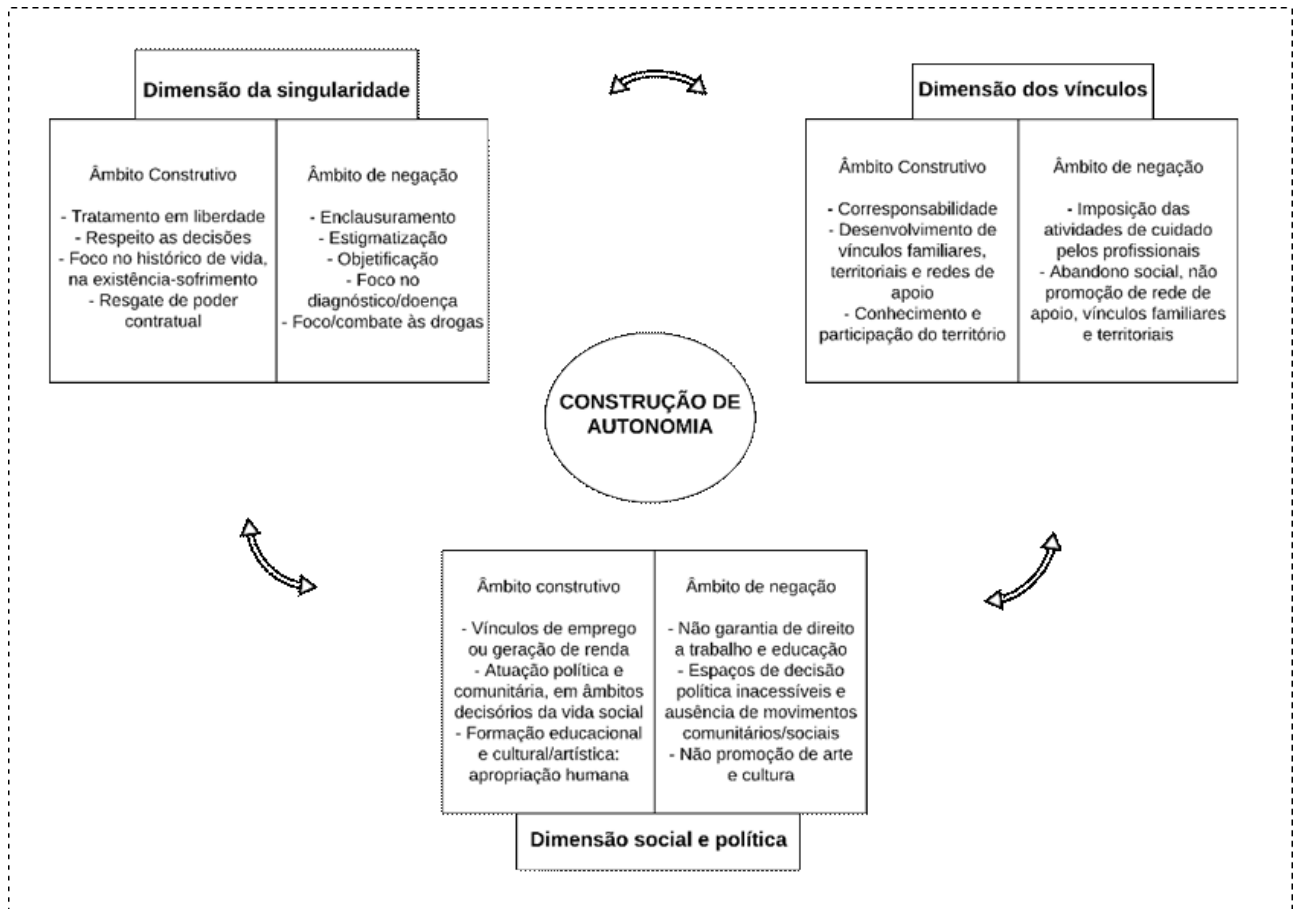 Dimensão da singularidade
Âmbito Construtivo
- Tratamento em liberdade
- Respeito as decisões
- Foco no histórico de vida,
na existência-sofrimento
- Resgate de poder
contratual
Âmbito de negação
- Enclausuramento
- Estigmatização
- Objetificação
- Foco no
diagnóstico/doença
- Foco/combate às drogas
Dimensão dos vínculos
Âmbito Construtivo
- Corresponsabilidade
- Desenvolvimento de
vínculos familiares,
territoriais e redes de
apoio
- Conhecimento e
participação do território
Âmbito de negação
- Imposição das
atividades de cuidado
pelos profissionais
- Abandono social, não
promoção de rede de
apoio, vínculos familiares
e territoriais
CONSTRUÇÃO DE
AUTONOMIA
Âmbito construtivo
- Vínculos de emprego
ou geração de renda
- Atuação política e
comunitária, em âmbitos
decisórios da vida social
- Formação educacional
e cultural/artística:
apropriação humana
Âmbito de negação
- Não garantia de direito
a trabalho e educação
- Espaços de decisão
política inacessíveis e
ausência de movimentos
comunitários/sociais
- Não promoção de arte
e cultura
Dimensão social e política